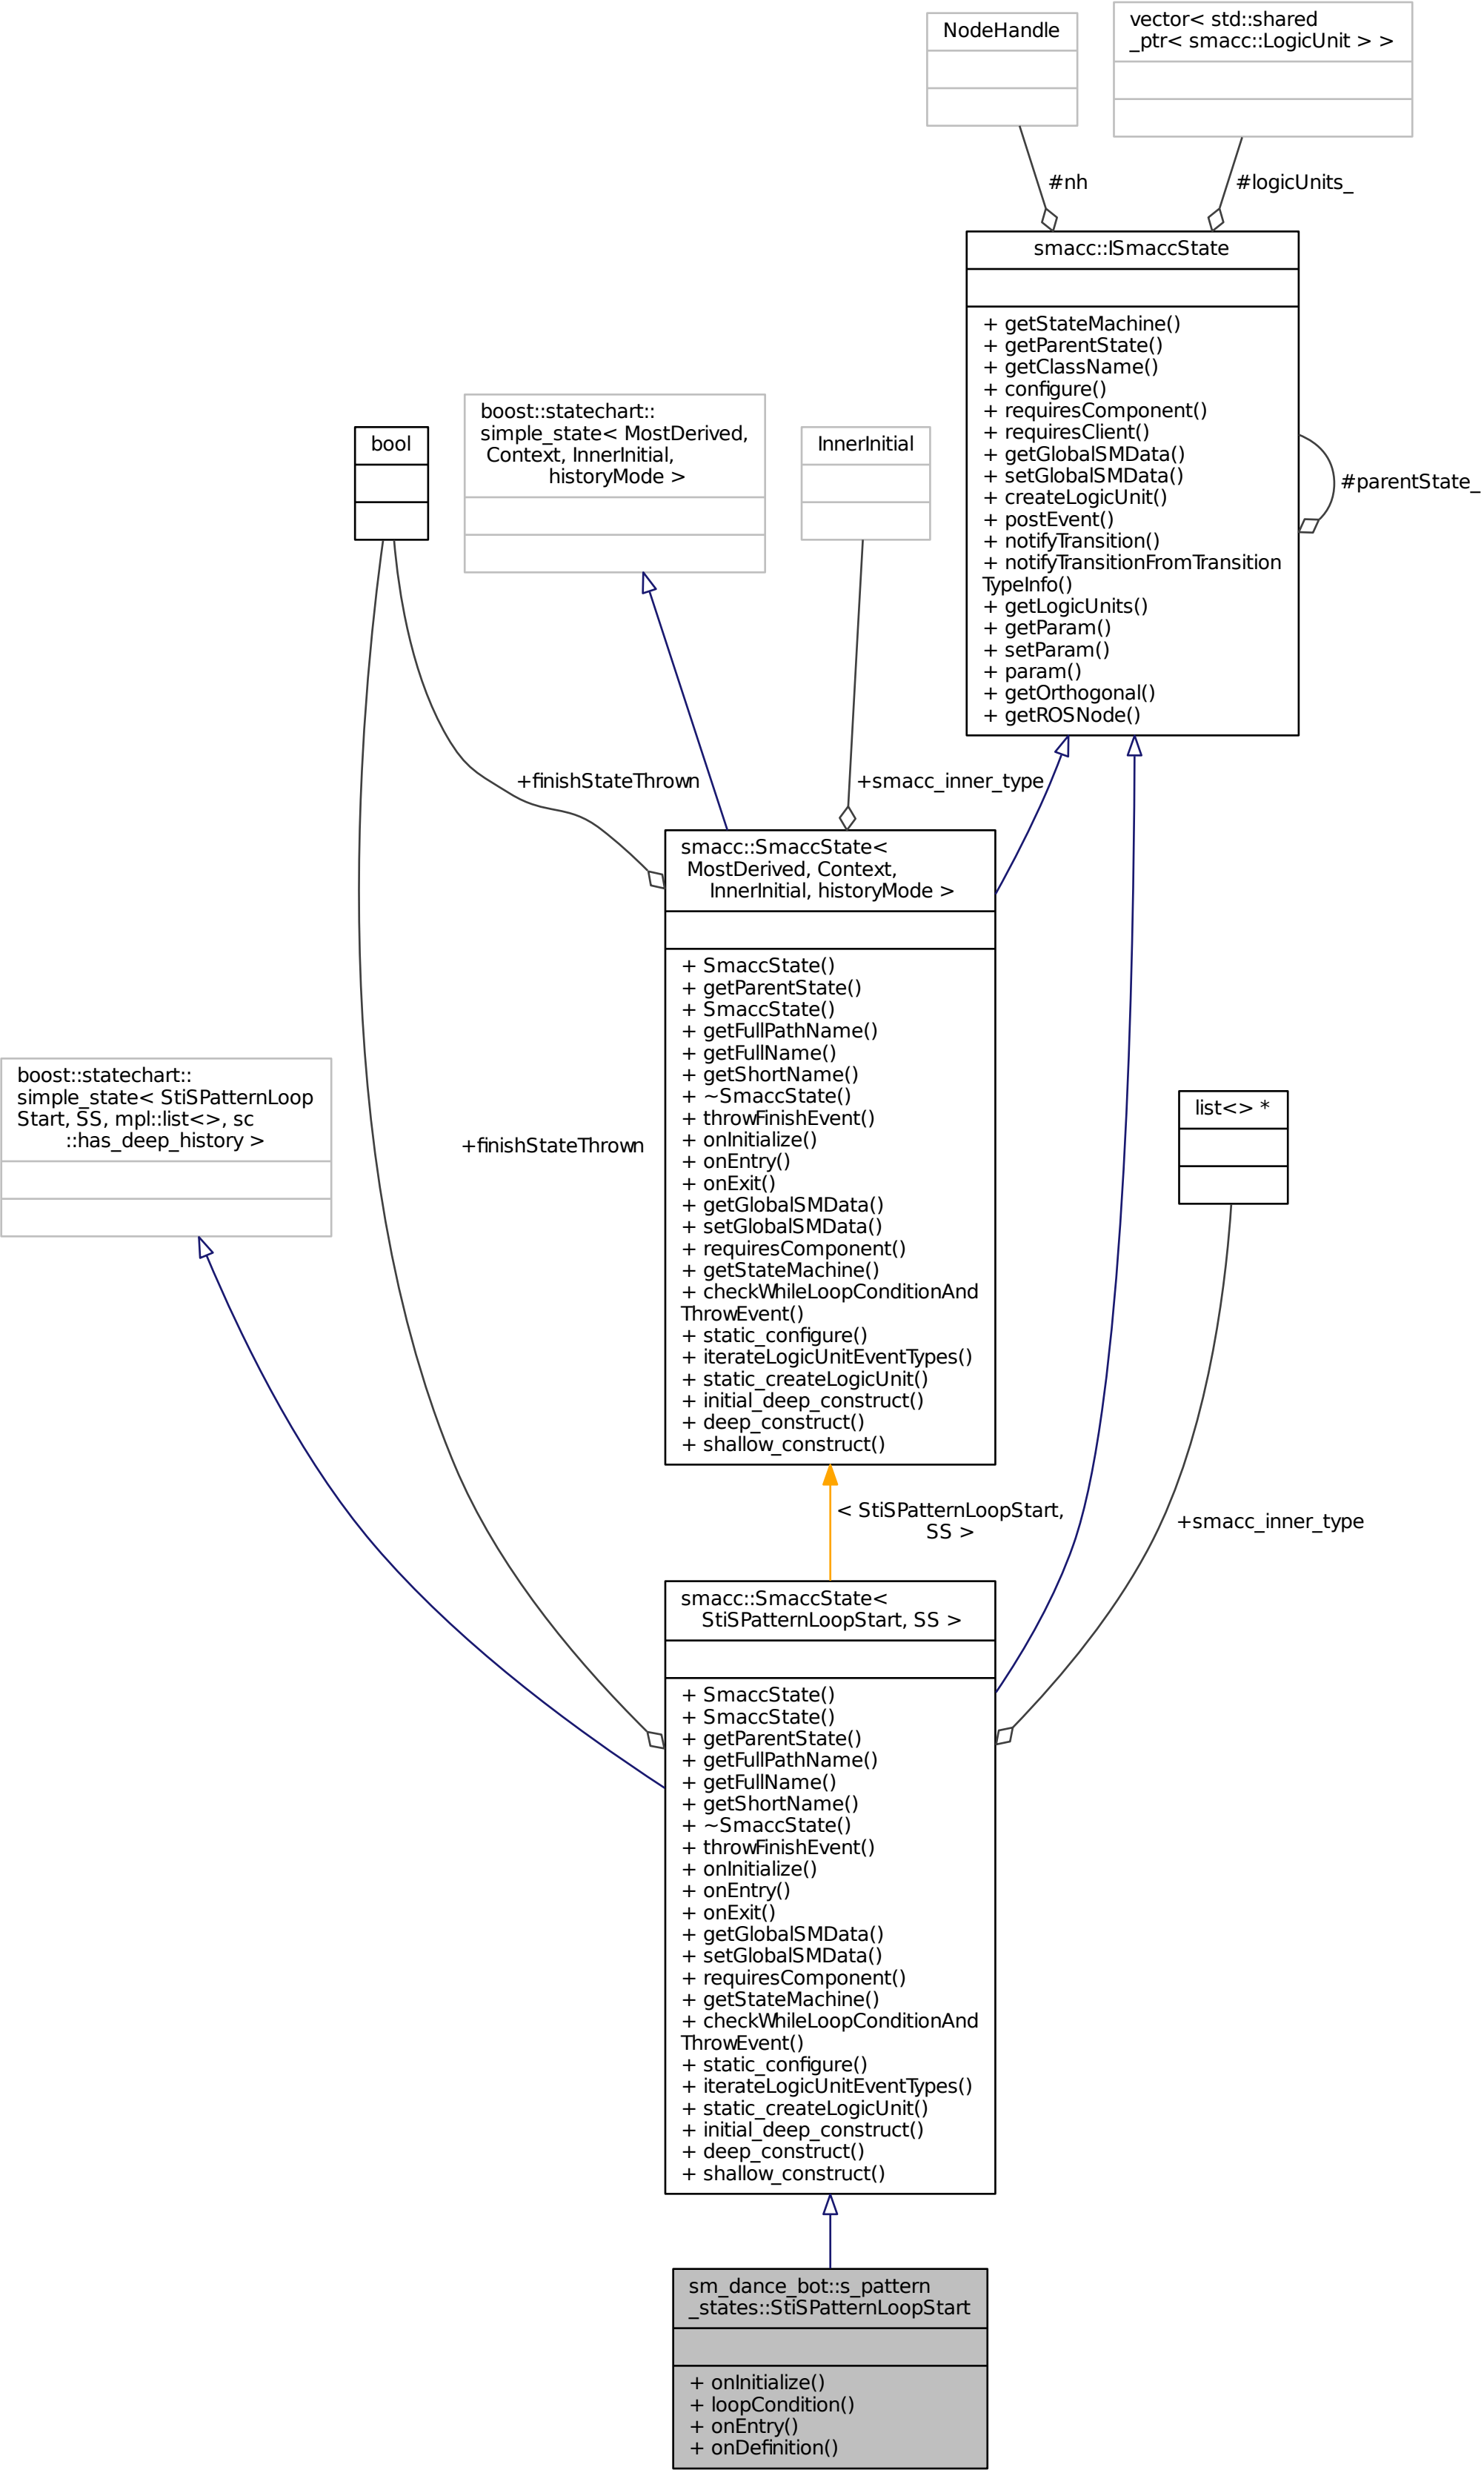 NodeHandle
vector< std::shared
_ptr< smacc::LogicUnit > >
#nh
#logicUnits_
smacc::ISmaccState
+ getStateMachine()
+ getParentState()
+ getClassName()
+ configure()
+ requiresComponent()
+ requiresClient()
+ getGlobalSMData()
+ setGlobalSMData()
+ createLogicUnit()
+ postEvent()
+ notifyTransition()
+ notifyTransitionFromTransition
TypeInfo()
+ getLogicUnits()
+ getParam()
+ setParam()
+ param()
+ getOrthogonal()
+ getROSNode()
#parentState_
bool
boost::statechart::
simple_state< MostDerived,
Context, InnerInitial,
historyMode >
InnerInitial
+finishStateThrown
+smacc_inner_type
smacc::SmaccState<
MostDerived, Context,
InnerInitial, historyMode >
+ SmaccState()
+ getParentState()
+ SmaccState()
+ getFullPathName()
+ getFullName()
+ getShortName()
+ ~SmaccState()
+ throwFinishEvent()
+ onInitialize()
+ onEntry()
+ onExit()
+ getGlobalSMData()
+ setGlobalSMData()
+ requiresComponent()
+ getStateMachine()
+ checkWhileLoopConditionAnd
ThrowEvent()
+ static_configure()
+ iterateLogicUnitEventTypes()
+ static_createLogicUnit()
+ initial_deep_construct()
+ deep_construct()
+ shallow_construct()
boost::statechart::
simple_state< StiSPatternLoop
Start, SS, mpl::list<>, sc
::has_deep_history >
+finishStateThrown
list<> *
< StiSPatternLoopStart,
SS >
+smacc_inner_type
smacc::SmaccState<
StiSPatternLoopStart, SS >
+ SmaccState()
+ SmaccState()
+ getParentState()
+ getFullPathName()
+ getFullName()
+ getShortName()
+ ~SmaccState()
+ throwFinishEvent()
+ onInitialize()
+ onEntry()
+ onExit()
+ getGlobalSMData()
+ setGlobalSMData()
+ requiresComponent()
+ getStateMachine()
+ checkWhileLoopConditionAnd
ThrowEvent()
+ static_configure()
+ iterateLogicUnitEventTypes()
+ static_createLogicUnit()
+ initial_deep_construct()
+ deep_construct()
+ shallow_construct()
sm_dance_bot::s_pattern
_states::StiSPatternLoopStart
+ onInitialize()
+ loopCondition()
+ onEntry()
+ onDefinition()